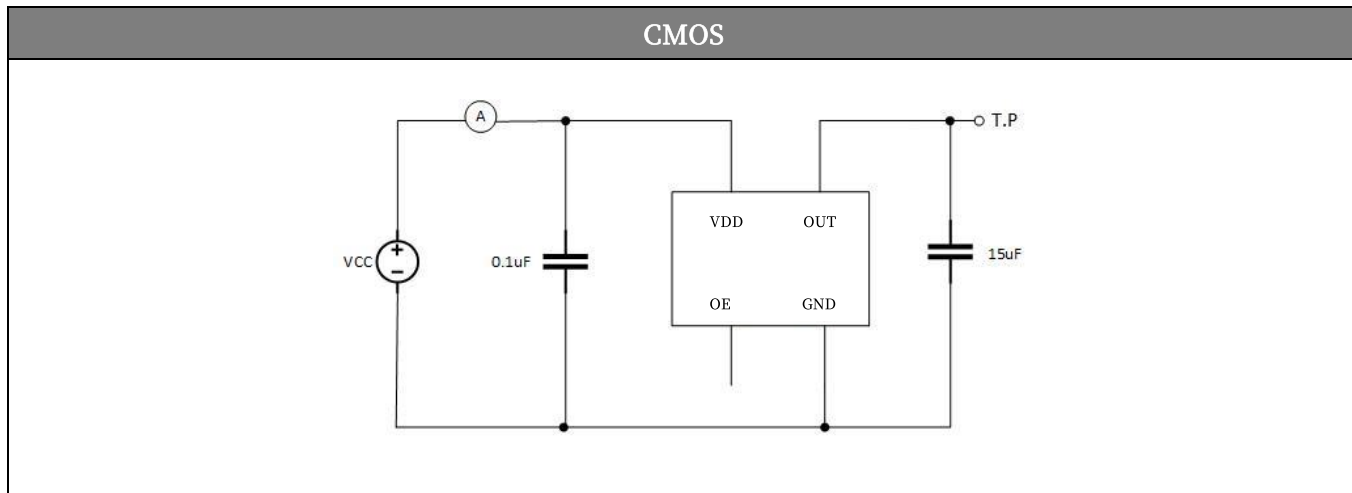 CMOS
A
T.P
VDD
OUT
VCC
0.1uF
15uF
OE
GND